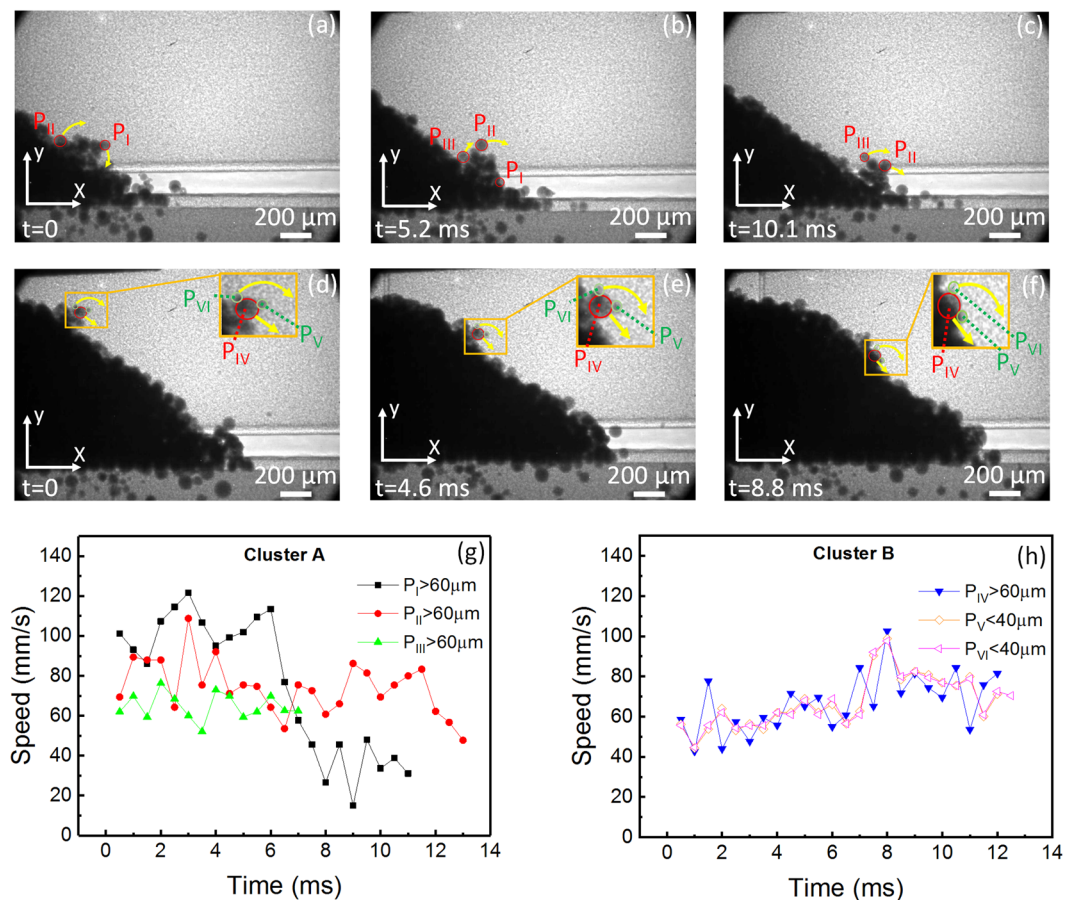 (a)
P_II
P_I
y
X
t=0
200 μm
(b)
P_II
P_III
P_I
y
X
t=5.2 ms
200 μm
(c)
P_III
P_II
y
X
t=10.1 ms
200 μm
(d)
P_VI
P_V
P_IV
y
X
t=0
200 μm
(e)
P_VI
P_V
P_IV
y
X
t=4.6 ms
200 μm
(f)
P_VI
P_V
P_IV
y
X
t=8.8 ms
200 μm
(g)
Cluster A
P_I>60μm
P_II>60μm
P_III>60μm
Speed (mm/s)
140
120
100
80
60
40
20
0
0 2 4 6 8 10 12 14
Time (ms)
(h)
Cluster B
P_IV>60μm
P_V<40μm
P_VI<40μm
Speed (mm/s)
140
120
100
80
60
40
20
0
0 2 4 6 8 10 12 14
Time (ms)